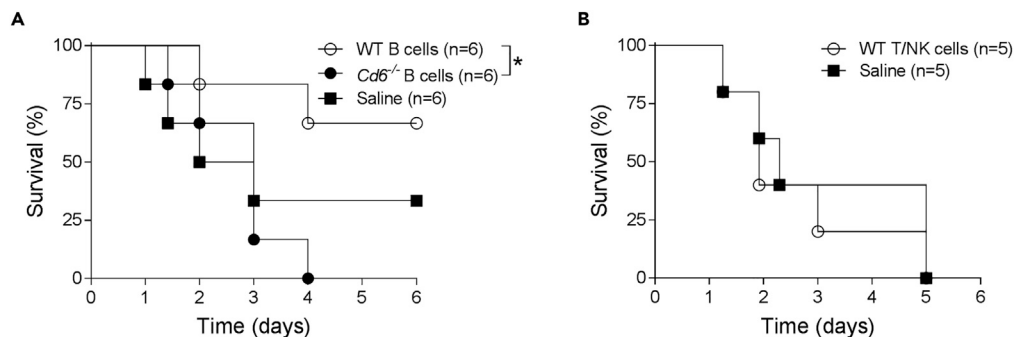 A
Survival (%)
100
75
50
25
0
0 1 2 3 4 5 6
Time (days)
WT B cells (n=6)
Cd6-/- B cells (n=6)
Saline (n=6)
*
B
Survival (%)
100
75
50
25
0
0 1 2 3 4 5 6
Time (days)
WT T/NK cells (n=5)
Saline (n=5)